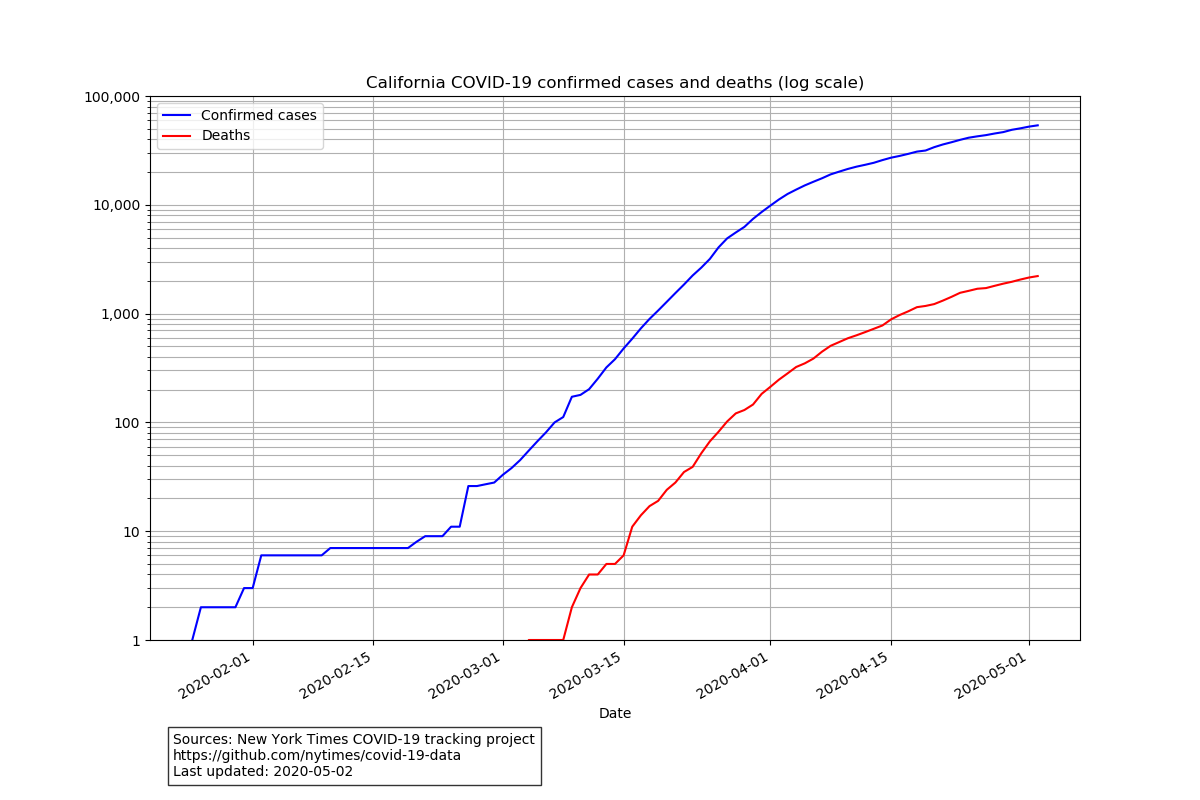 California COVID-19 confirmed cases and deaths (log scale)
100,000
10,000
1,000
100
10
1
Confirmed cases
Deaths
2020-02-01
2020-02-15
2020-03-01
2020-03-15
2020-04-01
2020-04-15
2020-05-01
Date
Sources: New York Times COVID-19 tracking project
https://github.com/nytimes/covid-19-data
Last updated: 2020-05-02